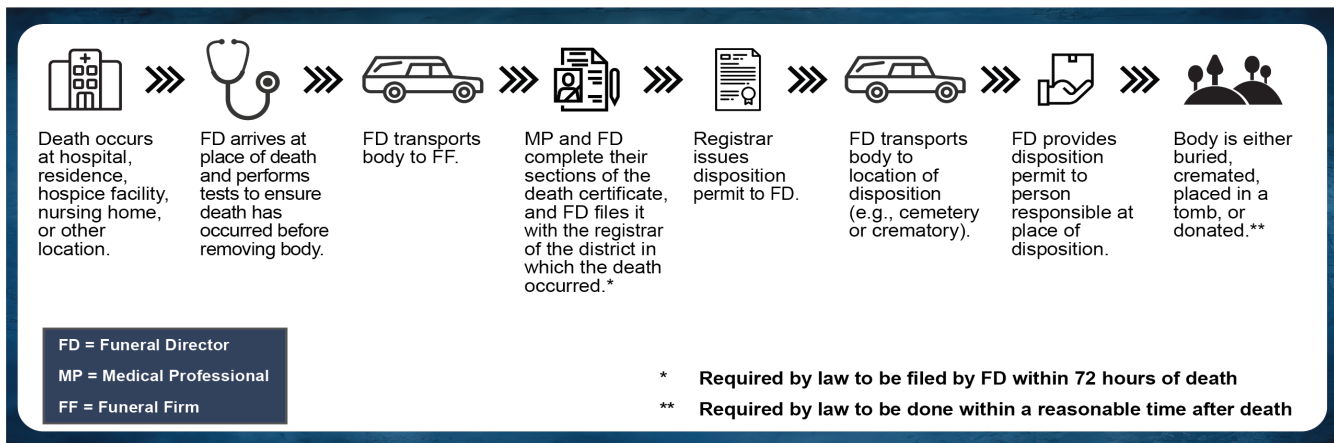 Death occurs
at hospital,
residence,
hospice facility,
nursing home,
or other
location.
FD arrives at
place of death
and performs
tests to ensure
death has
occurred before
removing body.
FD transports
body to FF.
MP and FD
complete their
sections of the
death certificate,
and FD files it
with the registrar
of the district in
which the death
occurred.*
Registrar
issues
disposition
permit to FD.
FD transports
body to
location of
disposition
(e.g., cemetery
or crematory).
FD provides
disposition
permit to
person
responsible at
place of
disposition.
Body is either
buried,
cremated,
placed in a
tomb, or
donated.**
FD = Funeral Director
MP = Medical Professional
FF = Funeral Firm
* Required by law to be filed by FD within 72 hours of death
** Required by law to be done within a reasonable time after death